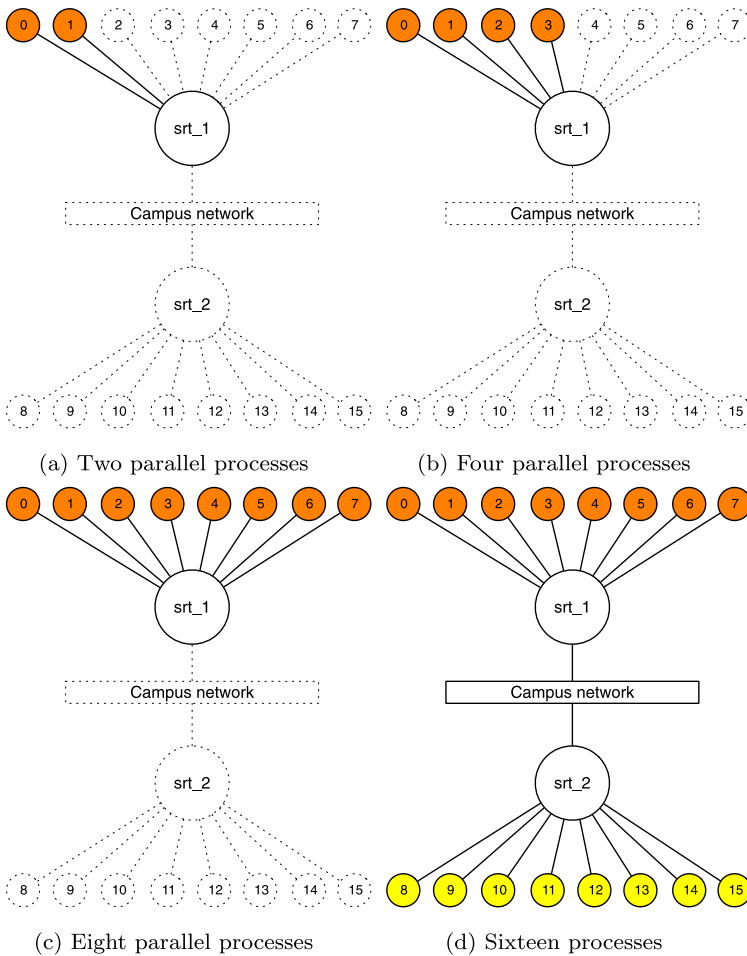 0 1 2 3 4 5 6 7
srt_1
Campus network
srt_2
8 9 10 11 12 13 14 15
(a) Two parallel processes
0 1 2 3 4 5 6 7
srt_1
Campus network
srt_2
8 9 10 11 12 13 14 15
(b) Four parallel processes
0 1 2 3 4 5 6 7
srt_1
Campus network
srt_2
8 9 10 11 12 13 14 15
(c) Eight parallel processes
0 1 2 3 4 5 6 7
srt_1
Campus network
srt_2
8 9 10 11 12 13 14 15
(d) Sixteen processes